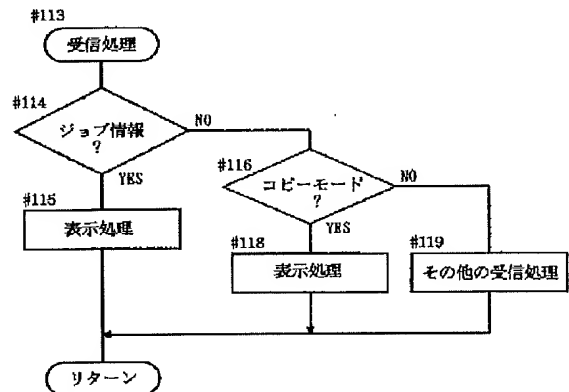 #113
受信処理
#114
ジョブ情報
?
NO
YES
#116
コピーモード
?
NO
YES
#115
表示処理
#118
表示処理
#119
その他の受信処理
リターン